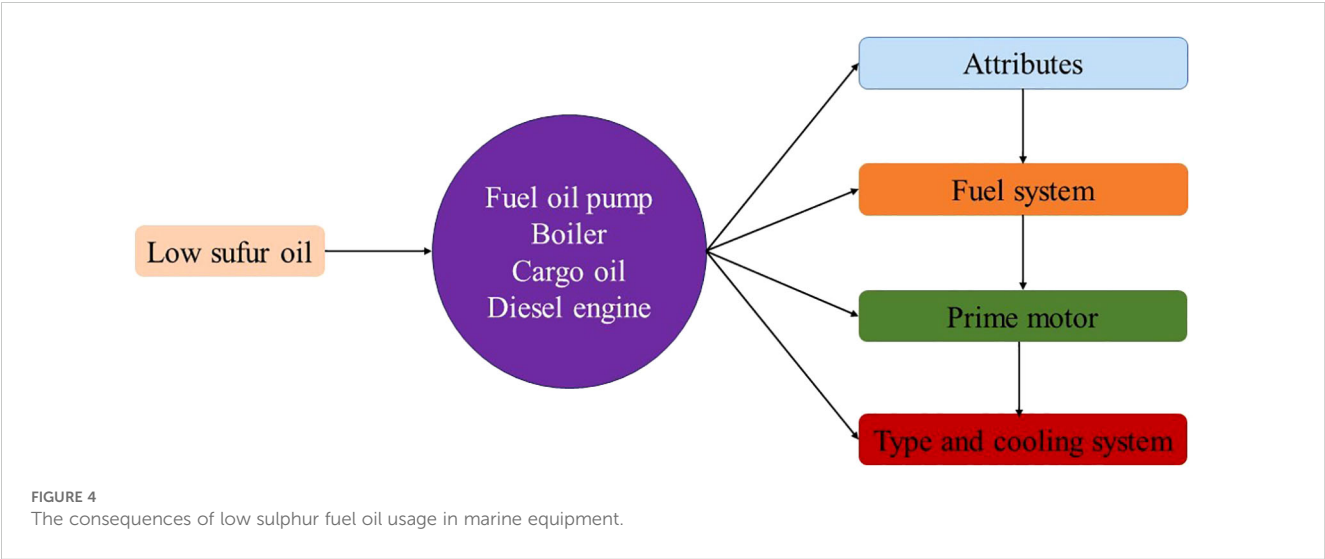 Low sufur oil
Fuel oil pump
Boiler
Cargo oil
Diesel engine
Attributes
Fuel system
Prime motor
Type and cooling system
FIGURE 4
The consequences of low sulphur fuel oil usage in marine equipment.